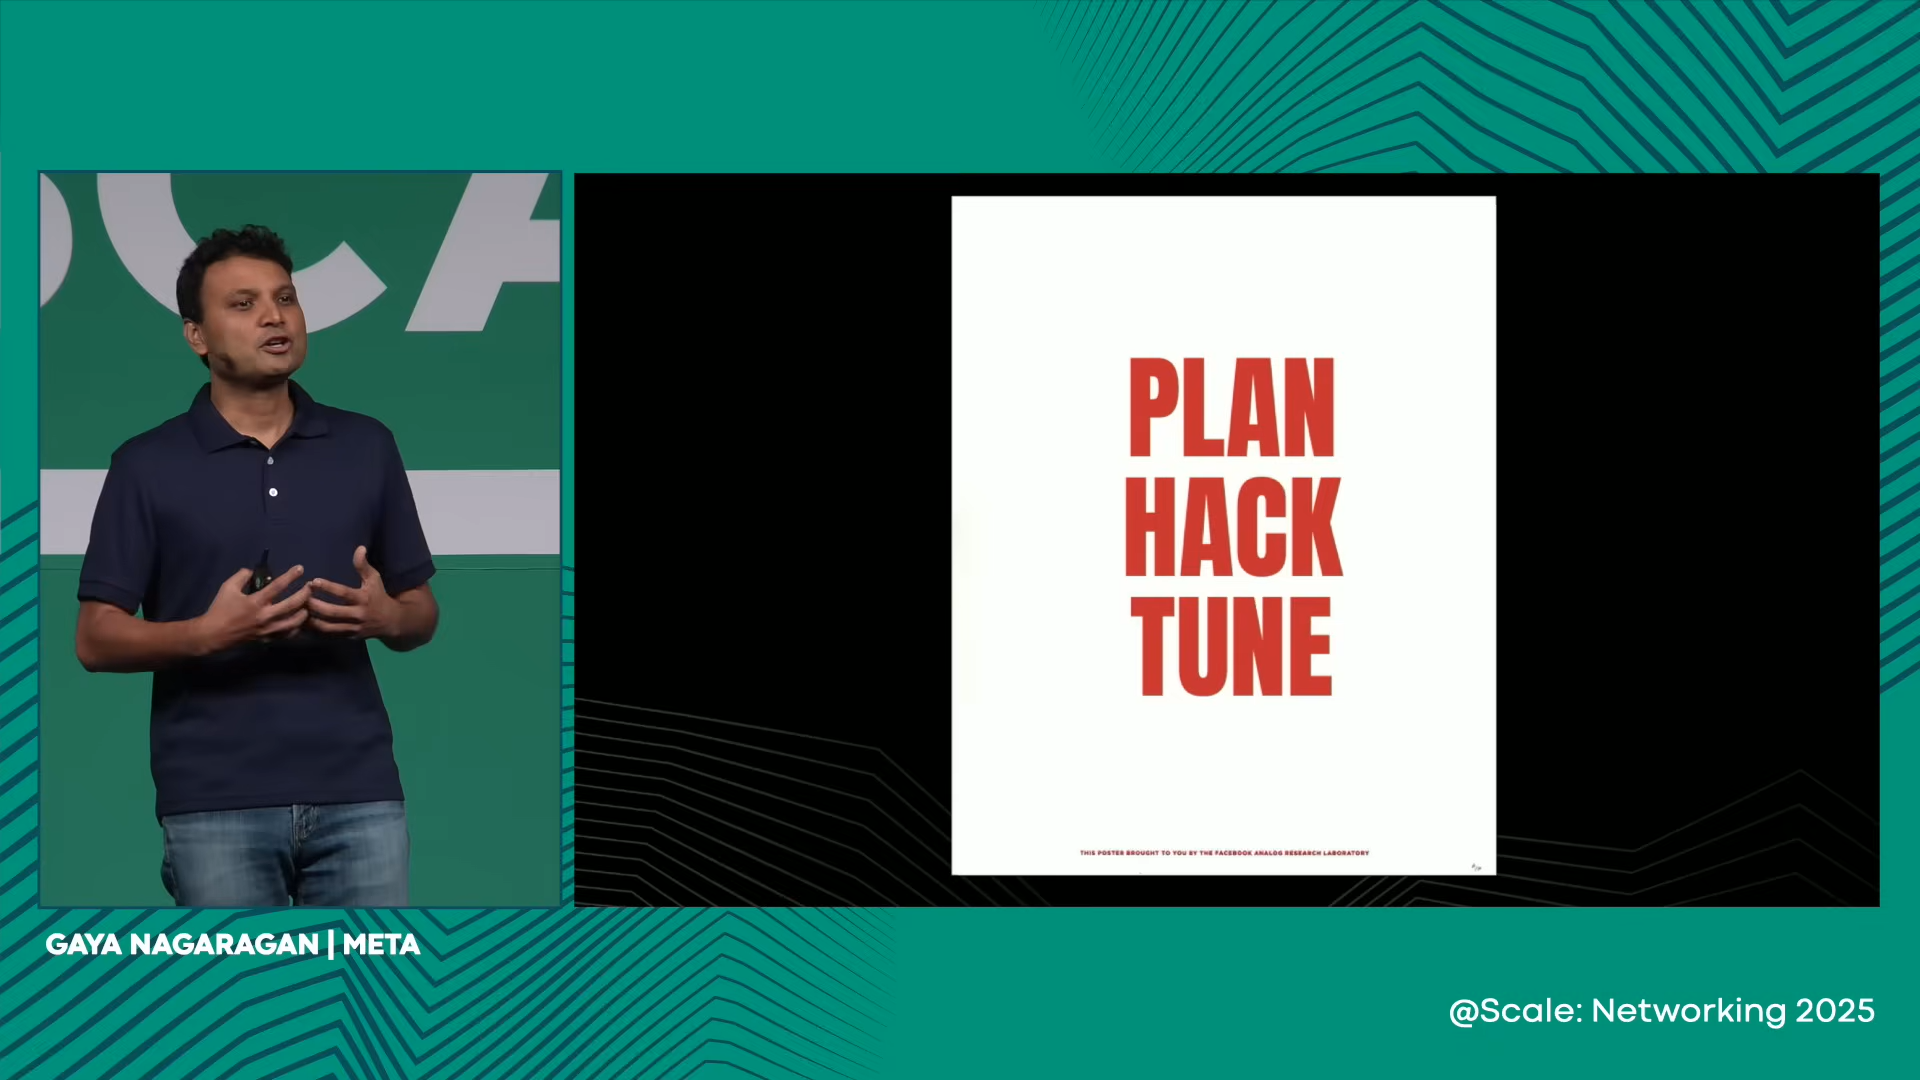 SCA
PLAN
HACK
TUNE
THIS POSTER BROUGHT TO YOU BY THE FACEBOOK ANALOG RESEARCH LABORATORY
GAYA NAGARAGAN | META
@Scale: Networking 2025